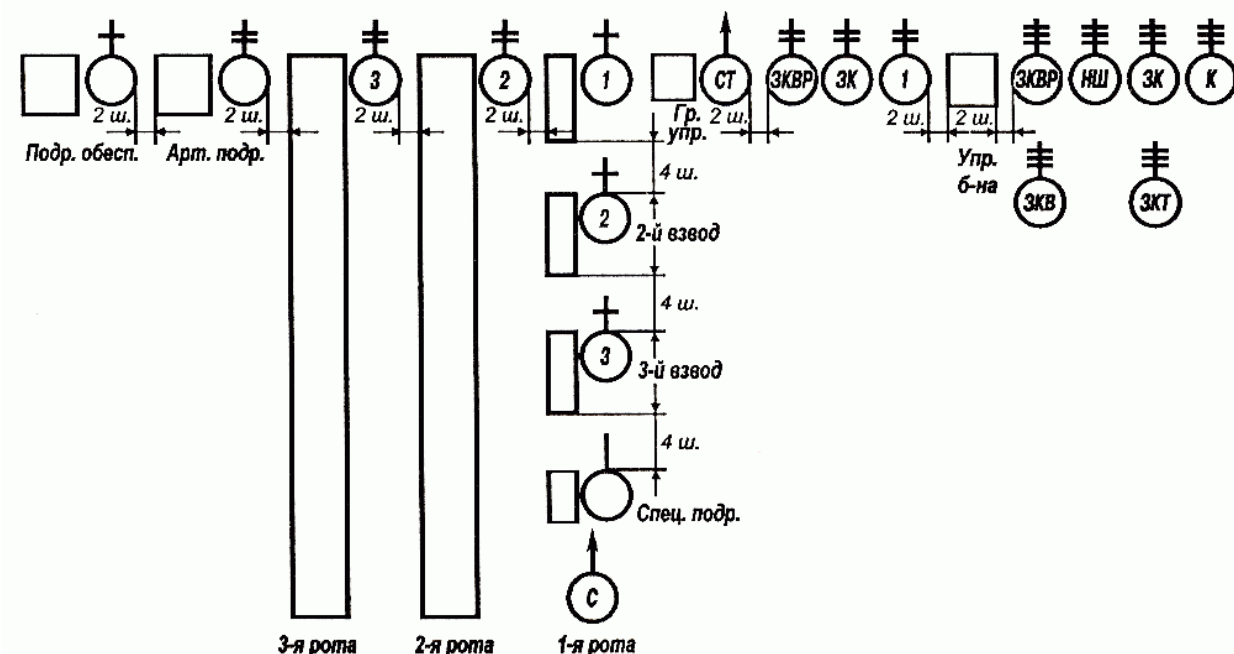 3 2 1 СТ ЗКВР ЗК 1 ЗКВР НШ ЗК К
2 ш. 2 ш. 2 ш. 2 ш. Гр. упр. 2 ш. 2 ш. 2 ш.
Подр. обесп. Арт. подр. 4 ш. Упр. б-на
2 ЗКВ ЗКТ
2-й взвод
4 ш.
3
3-й взвод
4 ш.
Спец. подр.
С
3-я рота 2-я рота 1-я рота